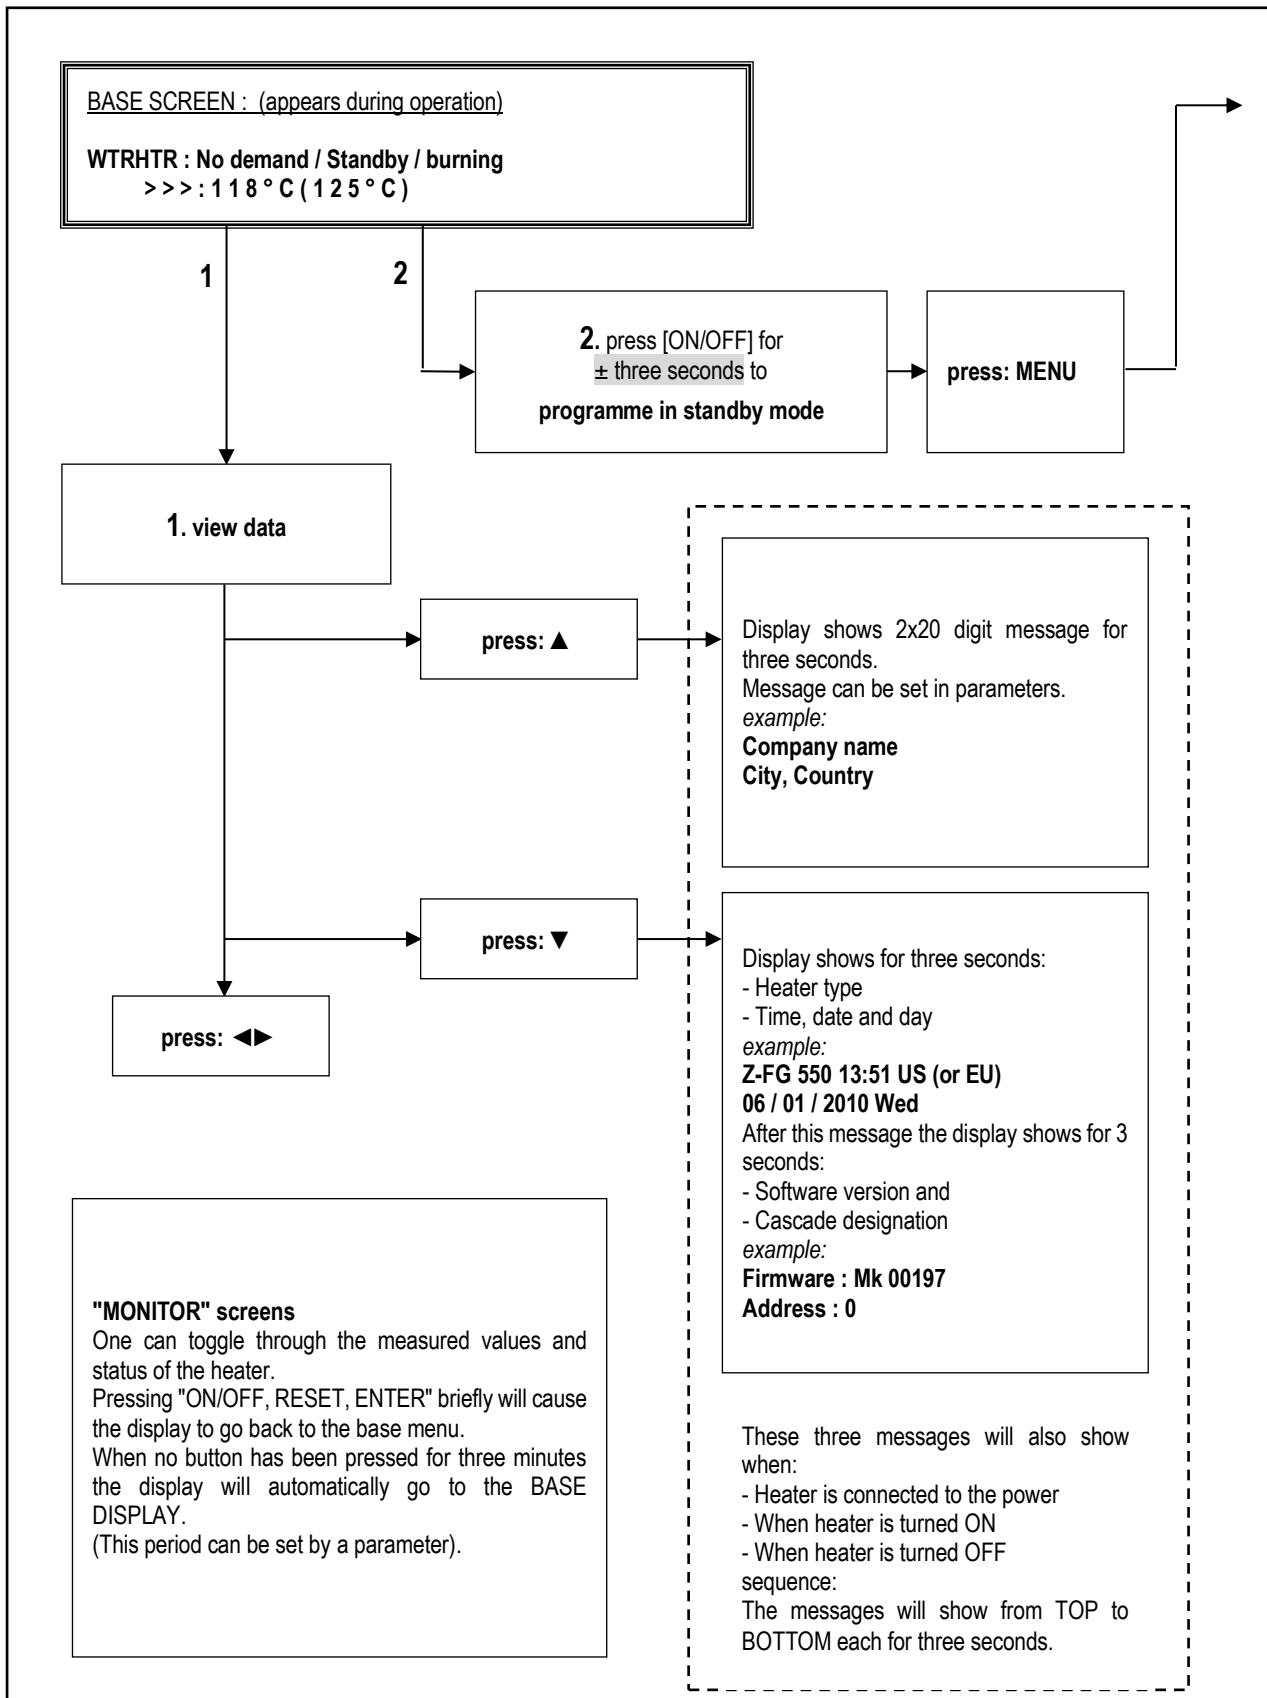 BASE SCREEN :  (appears during operation)
WTRHTR : No demand / Standby / burning
> > > : 1 1 8 ° C ( 1 2 5 ° C )
1
2
2. press [ON/OFF] for
± three seconds to
programme in standby mode
press: MENU
1. view data
press: ▲
Display shows 2x20 digit message for
three seconds.
Message can be set in parameters.
example:
Company name
City, Country
press: ▼
Display shows for three seconds:
- Heater type
- Time, date and day
example:
Z-FG 550 13:51 US (or EU)
06 / 01 / 2010 Wed
After this message the display shows for 3
seconds:
- Software version and
- Cascade designation
example:
Firmware : Mk 00197
Address : 0
press: ◄►
"MONITOR" screens
One can toggle through the measured values and
status of the heater.
Pressing "ON/OFF, RESET, ENTER" briefly will cause
the display to go back to the base menu.
When no button has been pressed for three minutes
the display will automatically go to the BASE
DISPLAY.
(This period can be set by a parameter).
These three messages will also show
when:
- Heater is connected to the power
- When heater is turned ON
- When heater is turned OFF
sequence:
The messages will show from TOP to
BOTTOM each for three seconds.